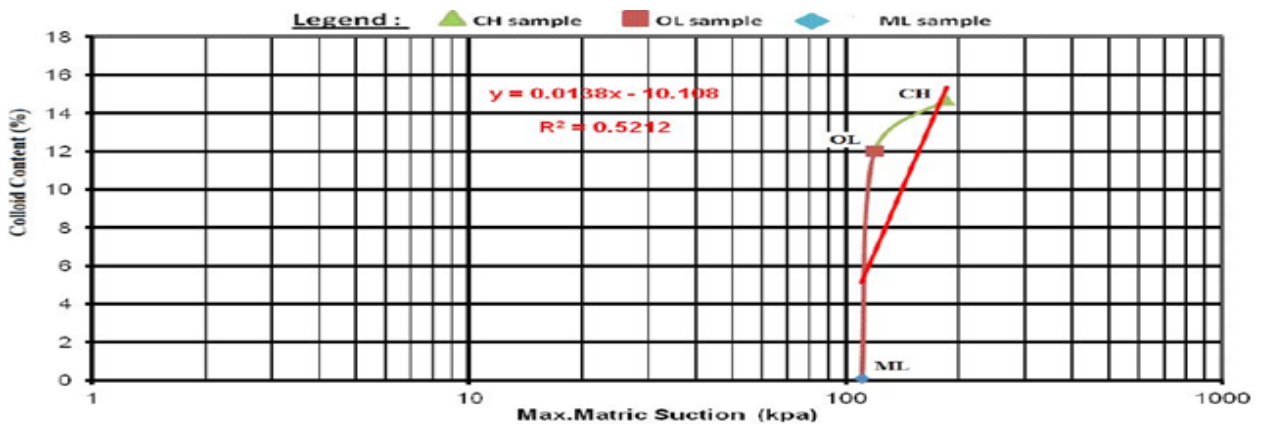 Legend : CH sample OL sample ML sample
18
16
14
12
10
8
6
4
2
0
Colloid Content (%)
y = 0.0138x - 10.108
R² = 0.5212
CH
OL
ML
1 10 100 1000
Max.Matric Suction (kpa)